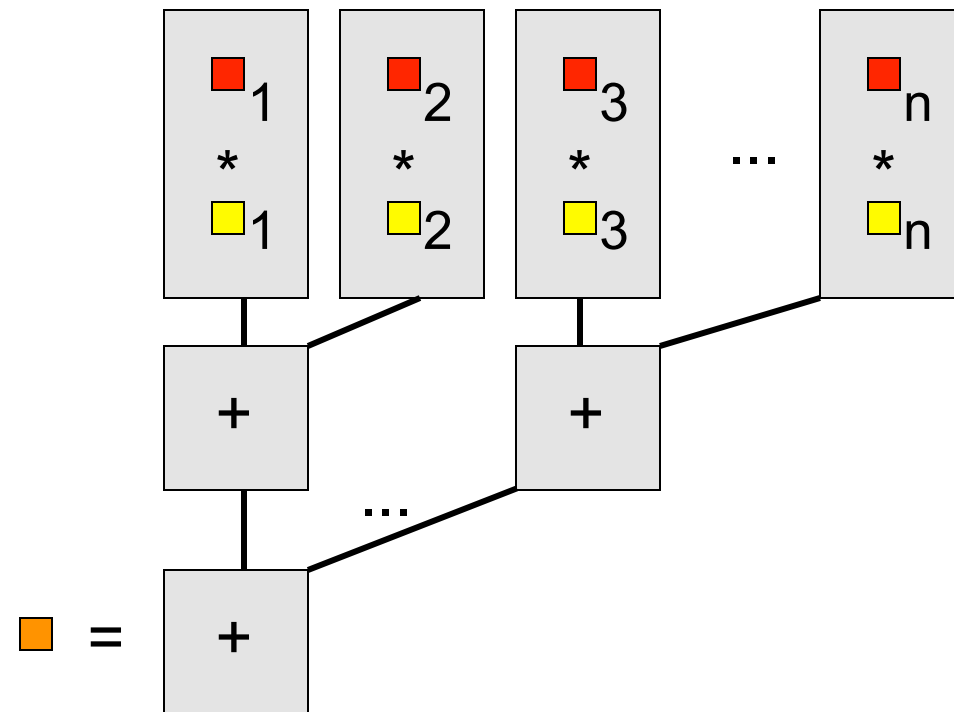 1 2 3 n
* * * ... *
1 2 3 n
+ +
...
= +